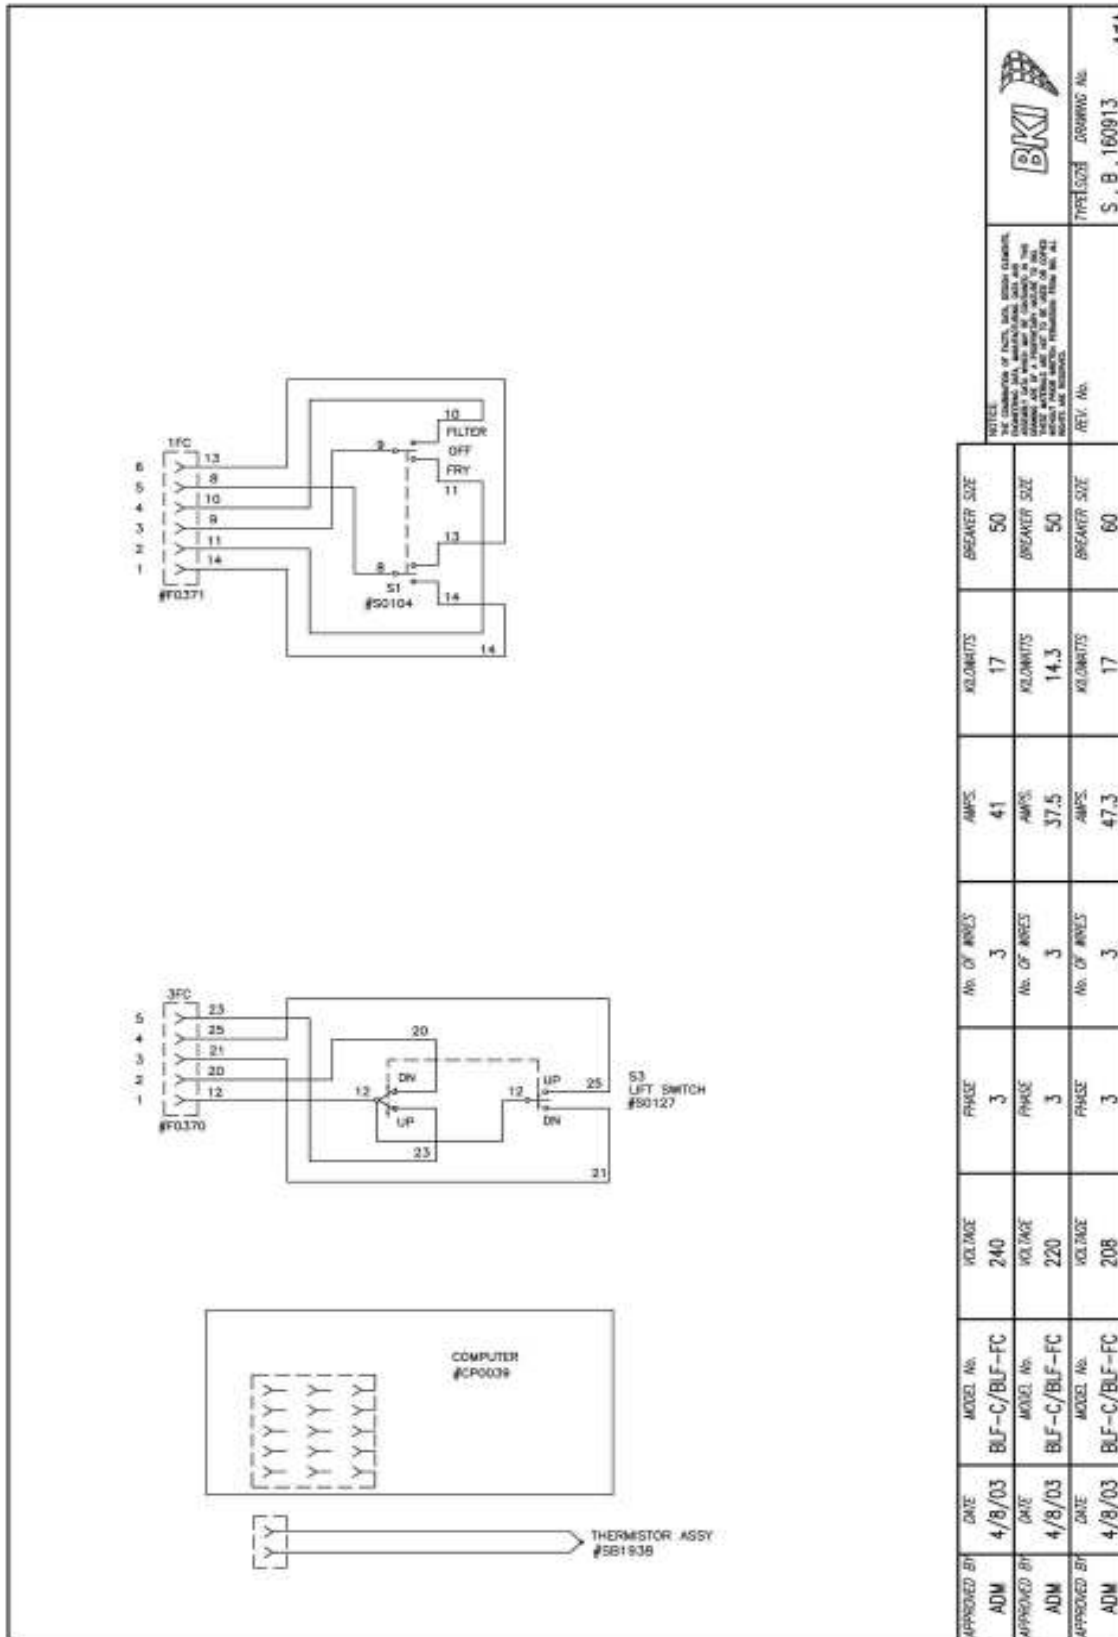 1FC
6
5
4
3
2
1
13
8
10
9
11
14
#F0371
10
FILTER
9
OFF
FRY
11
13
8
S1
#S0104
14
14
3FC
5
4
3
2
1
23
25
21
20
12
#F0370
20
DN
12
UP
23
UP
12
25
DN
21
S3
LIFT SWITCH
#S0127
COMPUTER
#CP0039
THERMISTOR ASSY
#SB1938
APPROVED BY DATE MODEL No. VOLTAGE PHASE No. OF WIRES AMPS. KILOWATTS BREAKER SIZE
ADM 4/8/03 BLF-C/BLF-FC 240 3 3 41 17 50
APPROVED BY DATE MODEL No. VOLTAGE PHASE No. OF WIRES AMPS. KILOWATTS BREAKER SIZE
ADM 4/8/03 BLF-C/BLF-FC 220 3 3 37.5 14.3 50
APPROVED BY DATE MODEL No. VOLTAGE PHASE No. OF WIRES AMPS. KILOWATTS BREAKER SIZE
ADM 4/8/03 BLF-C/BLF-FC 208 3 3 47.3 17 60
NOTICE
BKI
REV. No.
TYPE SIZE DRAWING No.
S . B . 160913